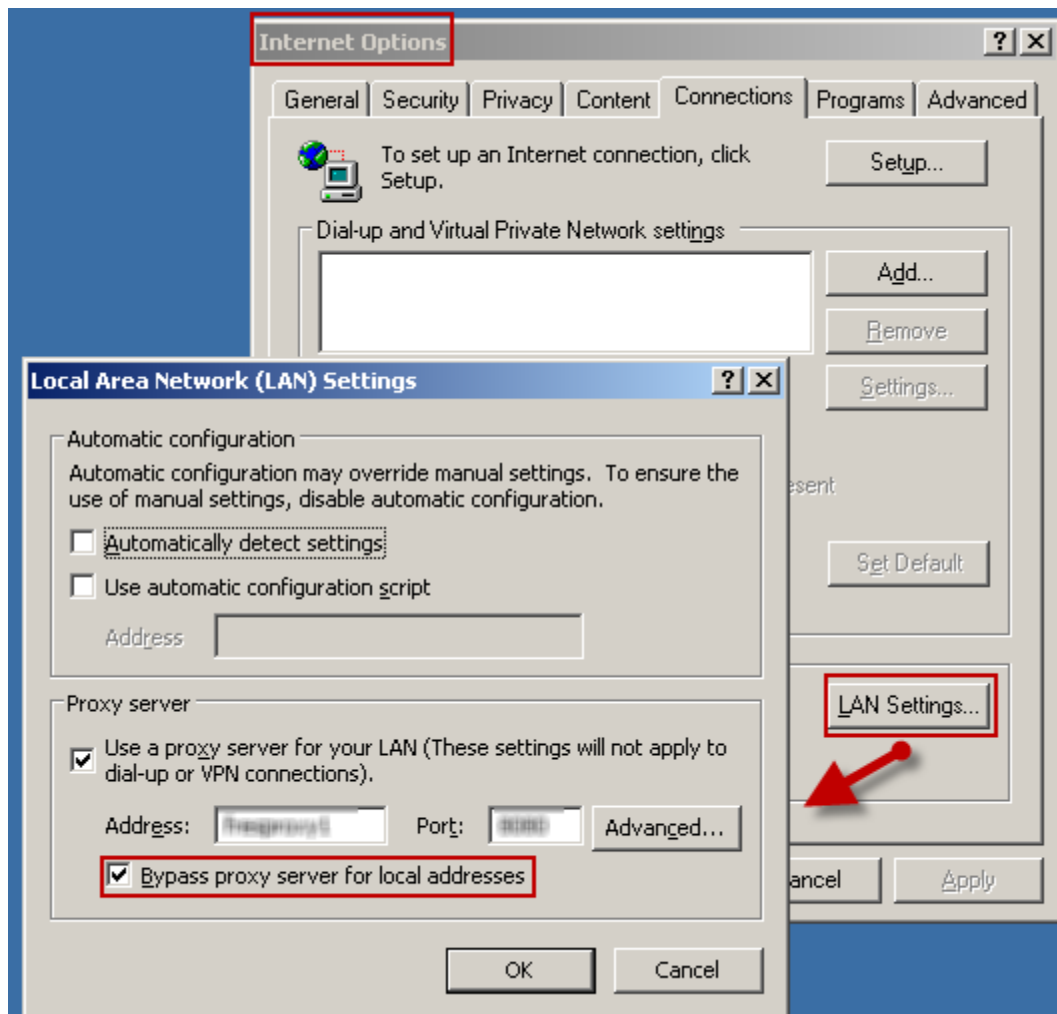 Internet Options
General Security Privacy Content Connections Programs Advanced
To set up an Internet connection, click
Setup.
Setup...
Dial-up and Virtual Private Network settings
Add...
Remove
Settings...
esent
Set Default
LAN Settings...
ancel
Apply
Local Area Network (LAN) Settings
Automatic configuration
Automatic configuration may override manual settings. To ensure the
use of manual settings, disable automatic configuration.
Automatically detect settings
Use automatic configuration script
Address
Proxy server
Use a proxy server for your LAN (These settings will not apply to
dial-up or VPN connections).
Address: Port: Advanced...
Bypass proxy server for local addresses
OK Cancel